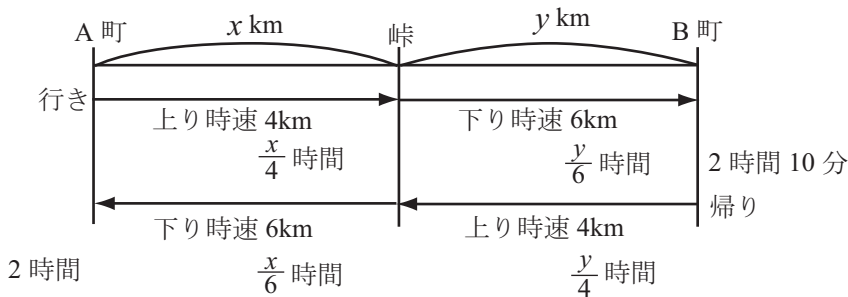 A 町 x km 峠 y km B 町
行き
上り時速 4km 下り時速 6km
x/4 時間 y/6 時間 2 時間 10 分
帰り
下り時速 6km 上り時速 4km
2 時間 x/6 時間 y/4 時間